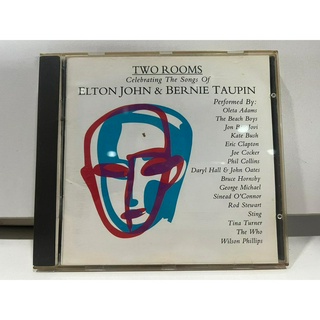 TWO ROOMS
Celebrating The Songs Of
ELTON JOHN & BERNIE TAUPIN
Performed By:
Oleta Adams
The Beach Boys
Jon Bon Jovi
Kate Bush
Eric Clapton
Joe Cocker
Phil Collins
Daryl Hall & John Oates
Bruce Hornsby
George Michael
Sinead O'Connor
Rod Stewart
Sting
Tina Turner
The Who
Wilson Phillips